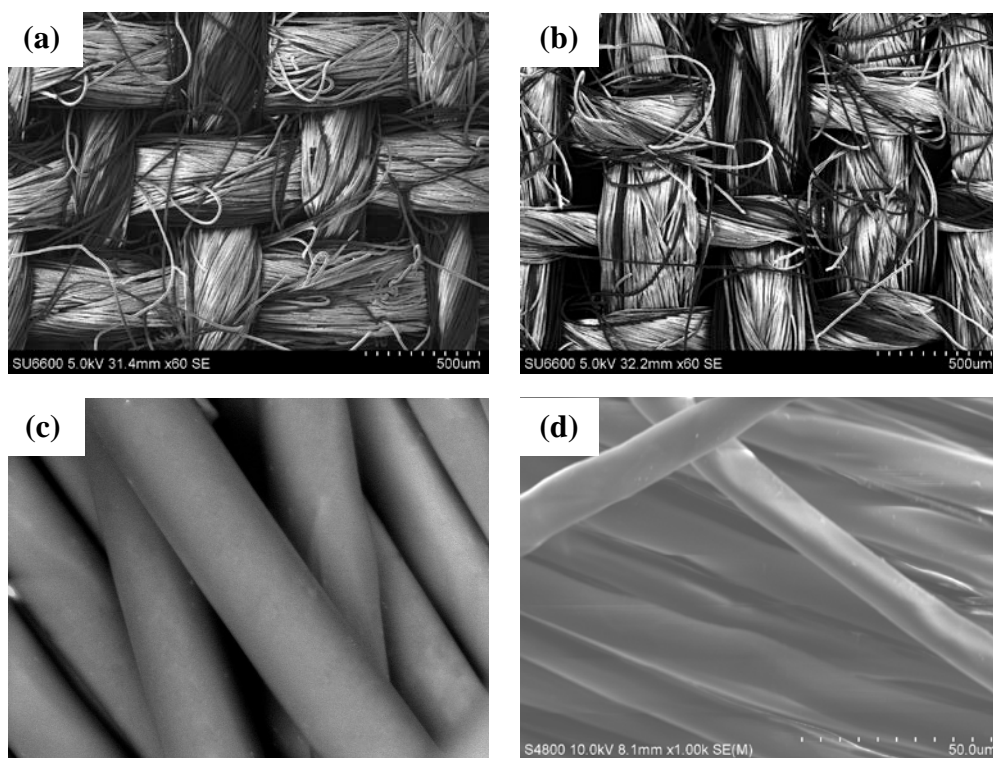 (a)
(b)
SU6600 5.0kV 31.4mm x60 SE 500um
SU6600 5.0kV 32.2mm x60 SE 500um
(c)
(d)
S4800 10.0kV 8.1mm x1.00k SE(M) 50.0um